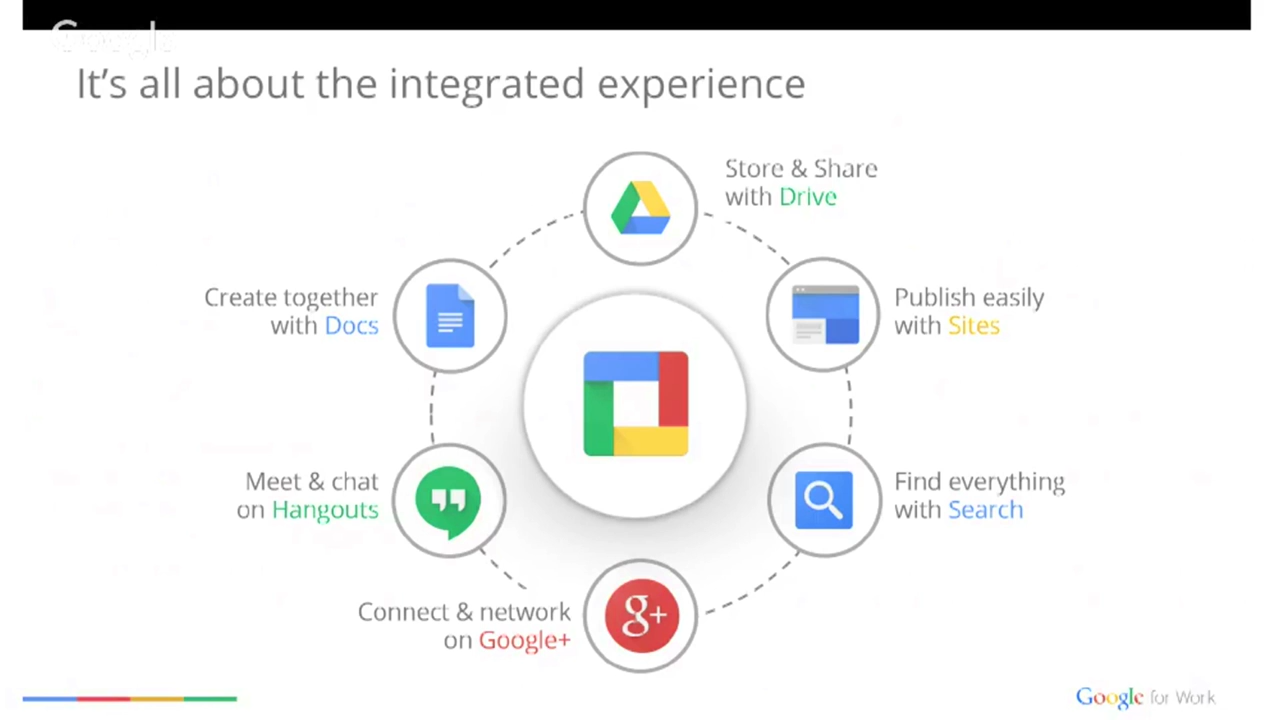 Google
It's all about the integrated experience
Store & Share
with Drive
Create together
with Docs
Publish easily
with Sites
Meet & chat
on Hangouts
Find everything
with Search
Connect & network
on Google+
g+
Google for Work